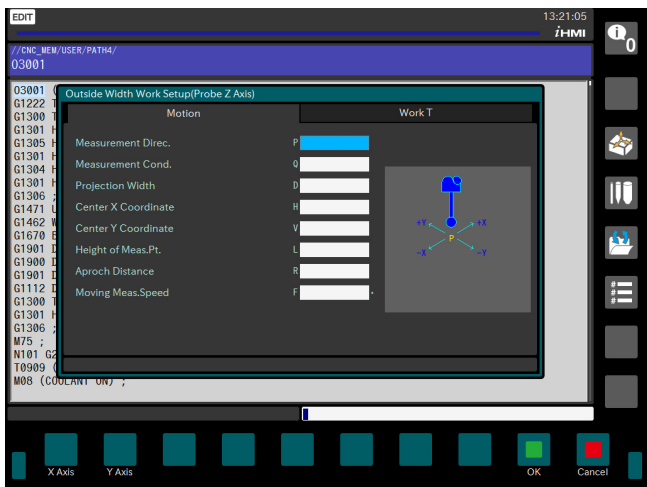 EDIT
13:21:05
iHMI
0
//CNC_MEM/USER/PATH4/
O3001
O3001 (
G1222 T
G1300 T
G1301 H
G1305 H
G1301 H
G1304 H
G1301 H
G1306 ;
G1471 U
G1462 W
G1670 B
G1901 D
G1900 D
G1901 D
G1112 I
G1300 T
G1301 H
G1306 ;
M75 ;
N101 G2
T0909 (
M08 (COOLANT ON) ;
Outside Width Work Setup(Probe Z Axis)
Motion
Work T
Measurement Direc. P
Measurement Cond. Q
Projection Width D
Center X Coordinate H
Center Y Coordinate V
Height of Meas.Pt. L
Aproch Distance R
Moving Meas.Speed F
+Y +X
P
-X -Y
X Axis
Y Axis
OK
Cancel